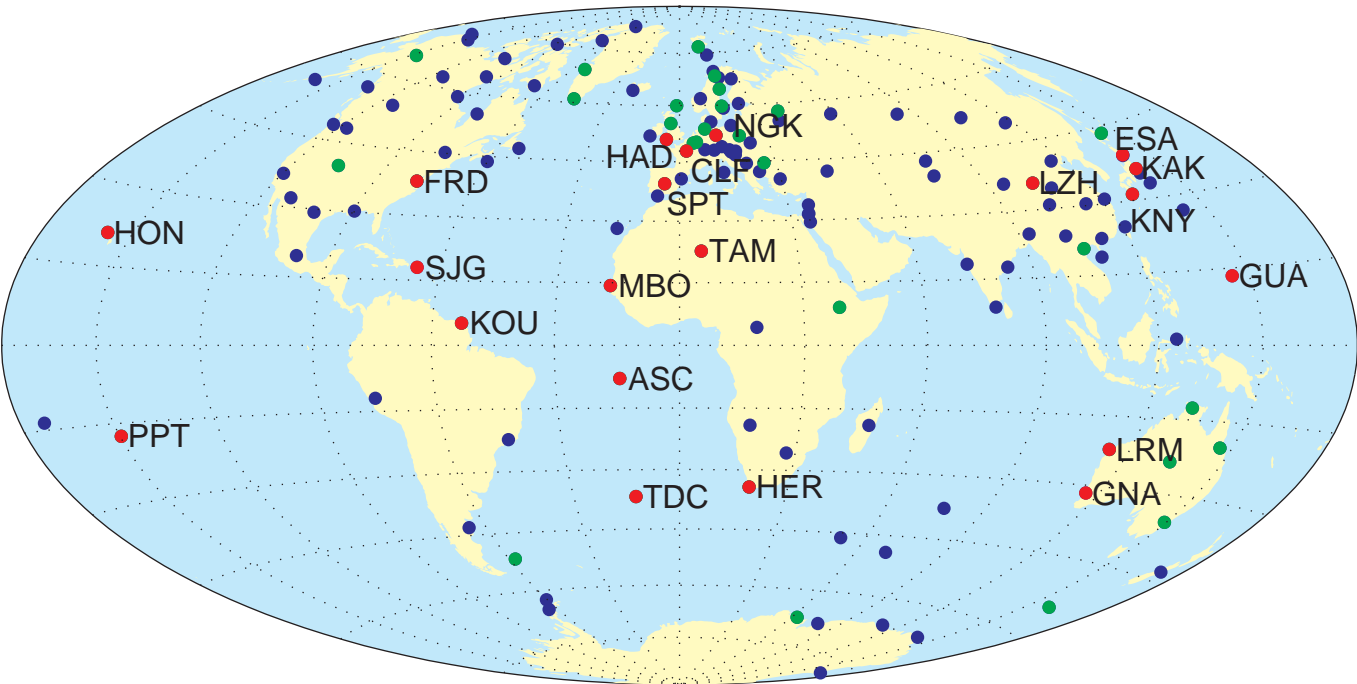 NGK
ESA
HAD
KAK
CLF
FRD
LZH
SPT
KNY
HON
TAM
SJG
GUA
MBO
KOU
ASC
PPT
LRM
HER
GNA
TDC